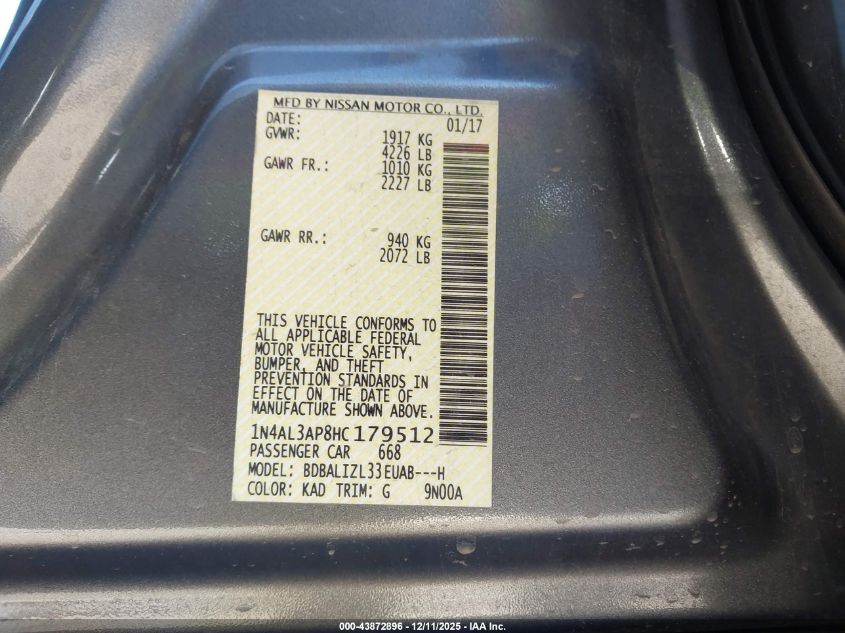 MFD BY NISSAN MOTOR CO., LTD.
DATE: 01/17
GVWR: 1917 KG
4226 LB
GAWR FR.: 1010 KG
2227 LB
GAWR RR.: 940 KG
2072 LB
THIS VEHICLE CONFORMS TO
ALL APPLICABLE FEDERAL
MOTOR VEHICLE SAFETY,
BUMPER, AND THEFT
PREVENTION STANDARDS IN
EFFECT ON THE DATE OF
MANUFACTURE SHOWN ABOVE.
1N4AL3AP8HC179512
PASSENGER CAR 668
MODEL: BDBALIZL33EUAB---H
COLOR: KAD TRIM: G 9N00A
000-43872896 - 12/11/2025 - IAA Inc.